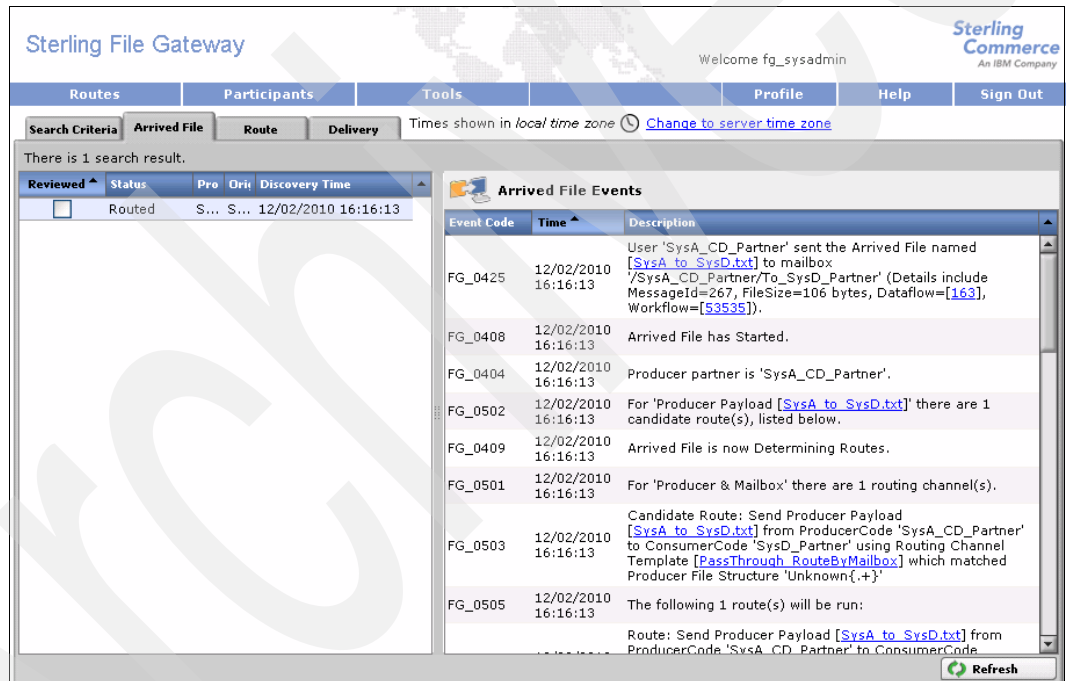 Sterling File Gateway
Welcome fg_sysadmin
Sterling
Commerce
An IBM Company
Routes Participants Tools Profile Help Sign Out
Search Criteria Arrived File Route Delivery Times shown in local time zone Change to server time zone
There is 1 search result.
Reviewed Status Pro Orig Discovery Time
Routed S... S... 12/02/2010 16:16:13
Arrived File Events
Event Code Time Description
FG_0425 12/02/2010 16:16:13 User 'SysA_CD_Partner' sent the Arrived File named
[SysA_to_SysD.txt] to mailbox
'/SysA_CD_Partner/To_SysD_Partner' (Details include
MessageId=267, FileSize=106 bytes, Dataflow=[163],
Workflow=[53535]).
FG_0408 12/02/2010 16:16:13 Arrived File has Started.
FG_0404 12/02/2010 16:16:13 Producer partner is 'SysA_CD_Partner'.
FG_0502 12/02/2010 16:16:13 For 'Producer Payload [SysA_to_SysD.txt]' there are 1
candidate route(s), listed below.
FG_0409 12/02/2010 16:16:13 Arrived File is now Determining Routes.
FG_0501 12/02/2010 16:16:13 For 'Producer & Mailbox' there are 1 routing channel(s).
FG_0503 12/02/2010 16:16:13 Candidate Route: Send Producer Payload
[SysA_to_SysD.txt] from ProducerCode 'SysA_CD_Partner'
to ConsumerCode 'SysD_Partner' using Routing Channel
Template [PassThrough_RouteByMailbox] which matched
Producer File Structure 'Unknown{.+}'
FG_0505 12/02/2010 16:16:13 The following 1 route(s) will be run:
Route: Send Producer Payload [SysA_to_SysD.txt] from
ProducerCode 'SysA_CD_Partner' to ConsumerCode
Refresh